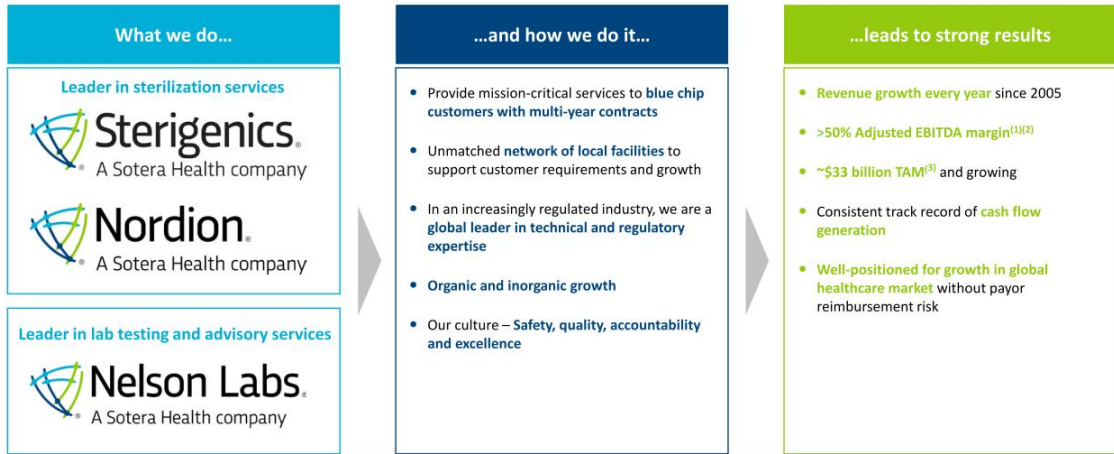 What we do…
Leader in sterilization services
Sterigenics®
A Sotera Health company
Nordion®
A Sotera Health company
Leader in lab testing and advisory services
Nelson Labs®
A Sotera Health company
…and how we do it…
• Provide mission-critical services to blue chip
customers with multi-year contracts
• Unmatched network of local facilities to
support customer requirements and growth
• In an increasingly regulated industry, we are a
global leader in technical and regulatory
expertise
• Organic and inorganic growth
• Our culture – Safety, quality, accountability
and excellence
…leads to strong results
• Revenue growth every year since 2005
• >50% Adjusted EBITDA margin(1)(2)
• ~$33 billion TAM(3) and growing
• Consistent track record of cash flow
generation
• Well-positioned for growth in global
healthcare market without payor
reimbursement risk